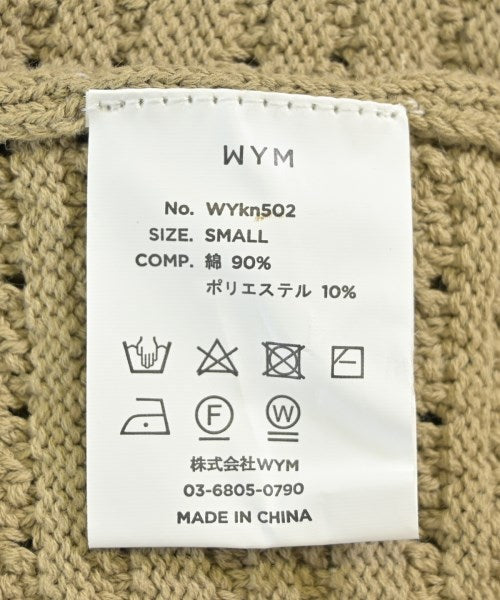 WYM
No. WYkn502
SIZE. SMALL
COMP. 綿 90%
ポリエステル 10%
F
W
株式会社WYM
03-6805-0790
MADE IN CHINA